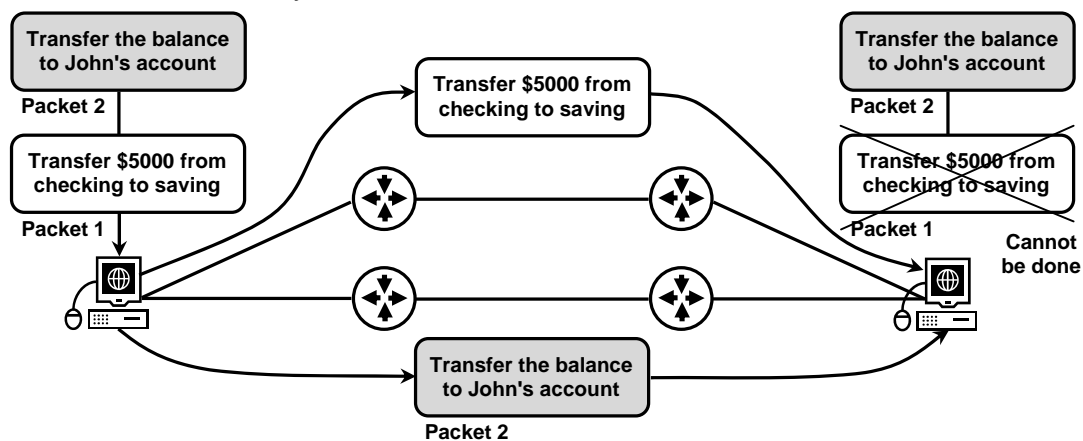 Transfer the balance
to John's account
Packet 2
Transfer $5000 from
checking to saving
Packet 1
Transfer $5000 from
checking to saving
Transfer the balance
to John's account
Packet 2
Transfer the balance
to John's account
Packet 2
Transfer $5000 from
checking to saving
Packet 1
Cannot
be done